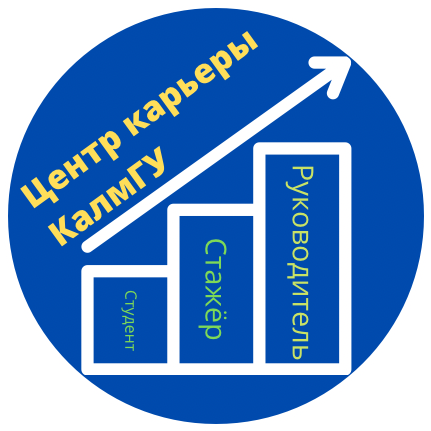 Центр карьеры
КалмГУ
Студент
Стажёр
Руководитель